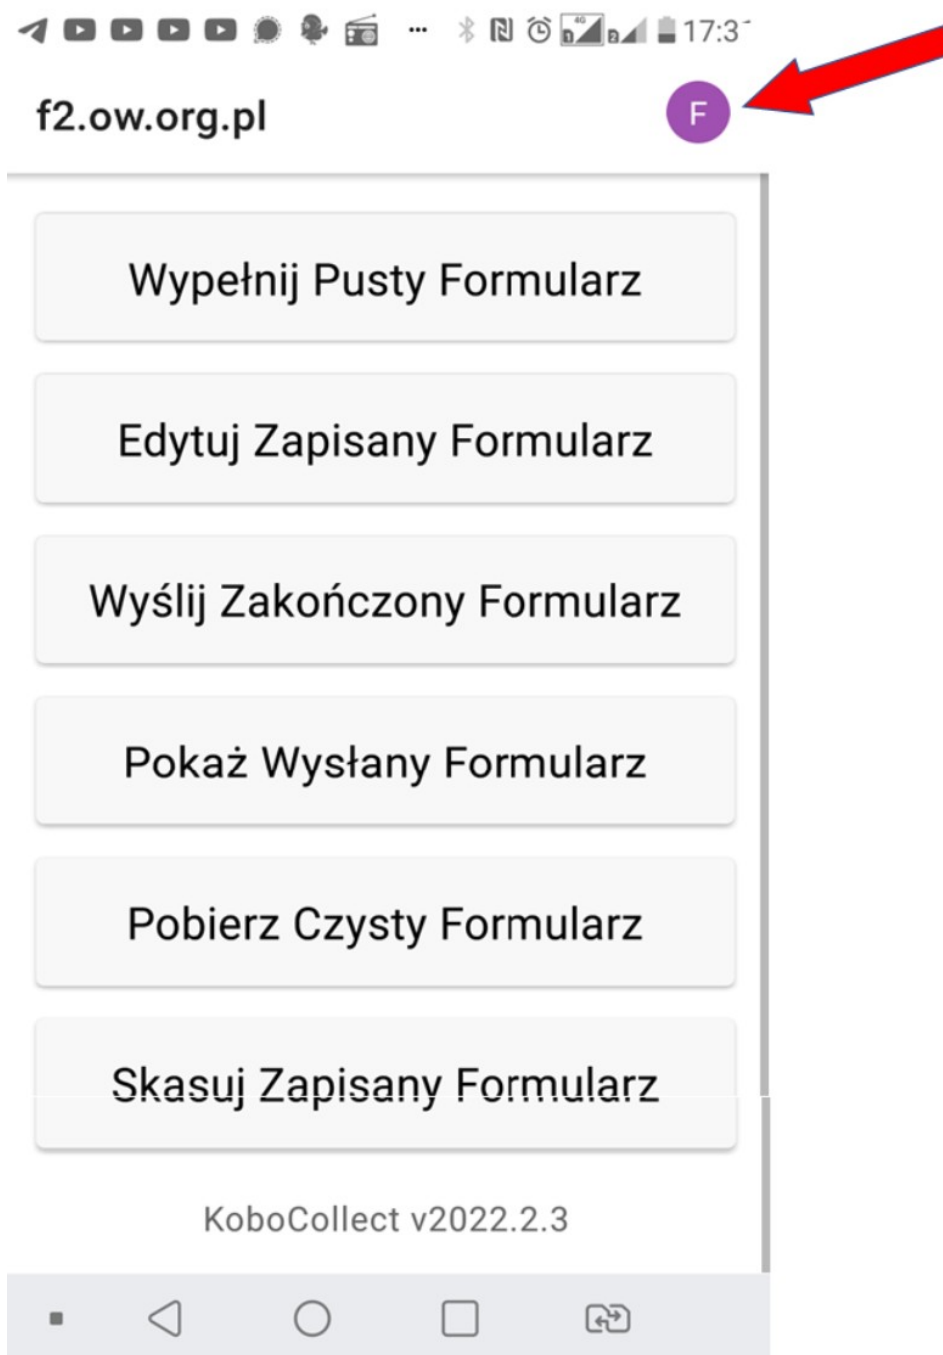 17:3
f2.ow.org.pl
F
Wypełnij Pusty Formularz
Edytuj Zapisany Formularz
Wyślij Zakończony Formularz
Pokaż Wysłany Formularz
Pobierz Czysty Formularz
Skasuj Zapisany Formularz
KoboCollect v2022.2.3